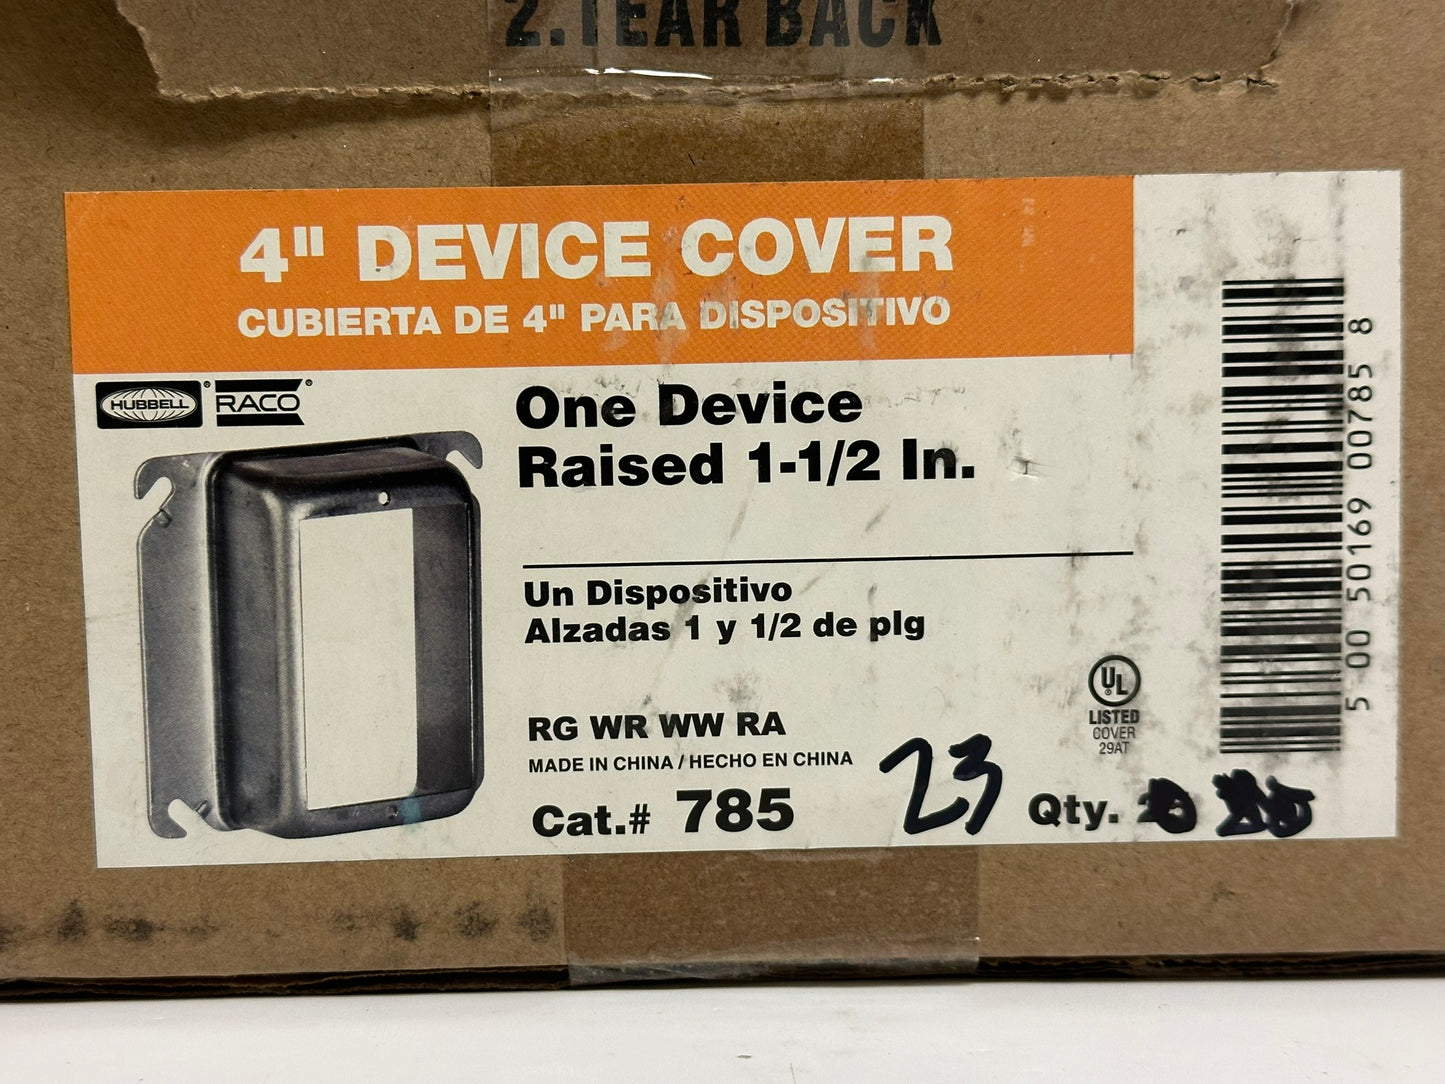 2. TEAR BACK
4" DEVICE COVER
CUBIERTA DE 4" PARA DISPOSITIVO
HUBBELL® RACO®
One Device
Raised 1-1/2 In.
Un Dispositivo
Alzadas 1 y 1/2 de plg
RG WR WW RA
MADE IN CHINA / HECHO EN CHINA
Cat.# 785
23
Qty.
UL®
LISTED
COVER
29AT
5 00 50169 00785 8